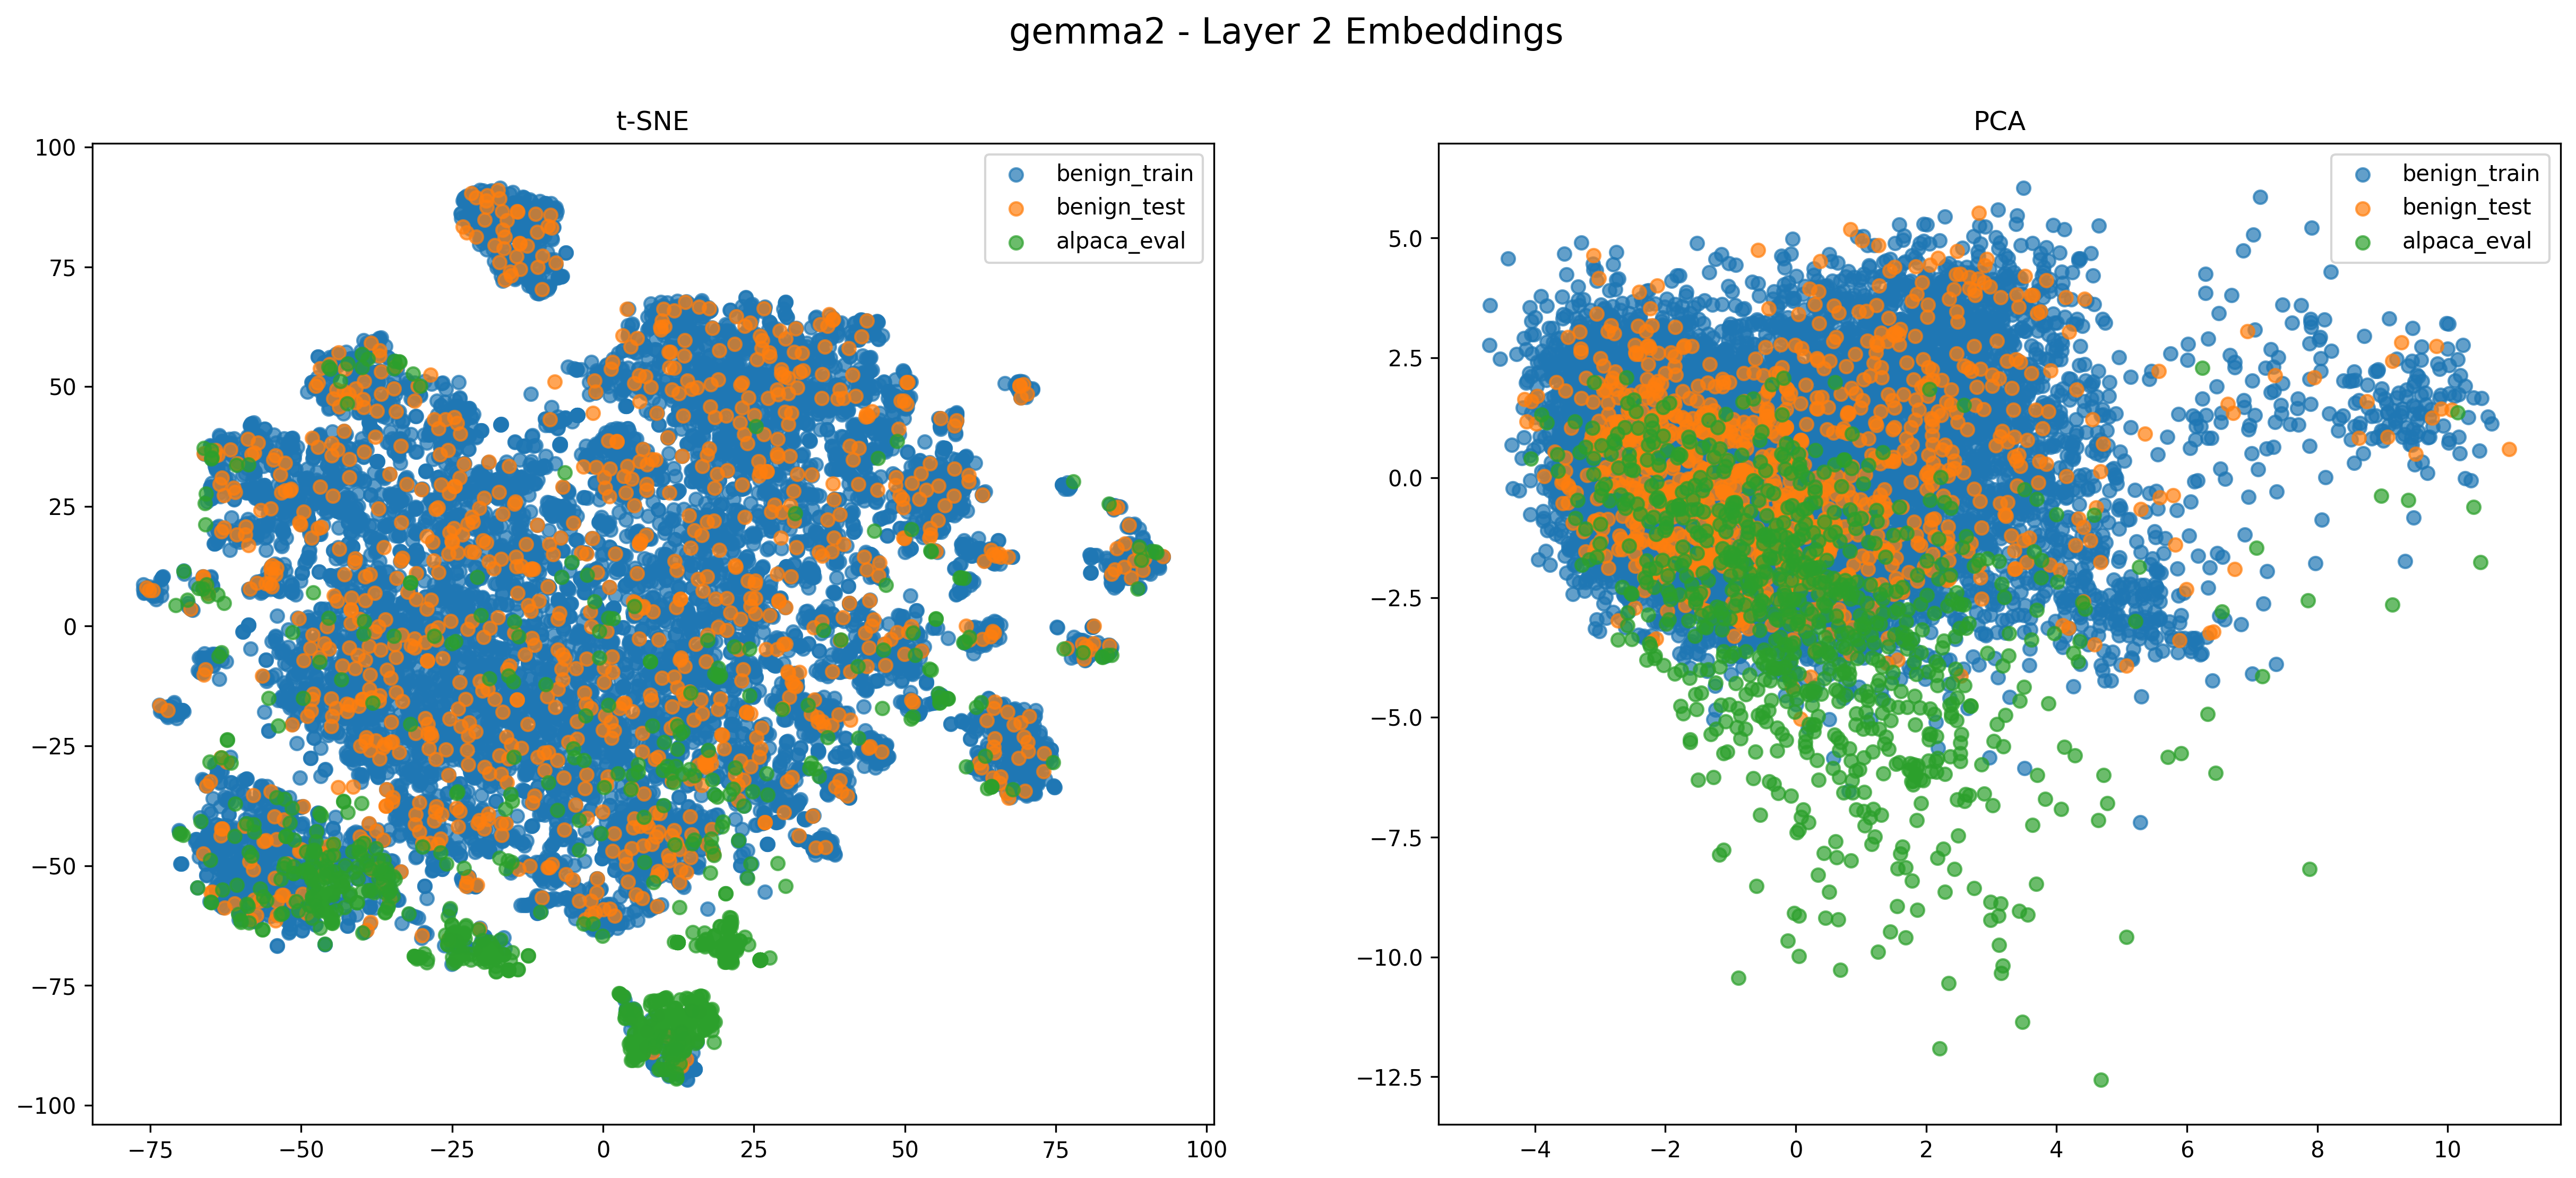 gemma2 - Layer 2 Embeddings
t-SNE
benign_train
benign_test
alpaca_eval
100
75
50
25
0
−25
−50
−75
−100
−75 −50 −25 0 25 50 75 100
PCA
benign_train
benign_test
alpaca_eval
5.0
2.5
0.0
−2.5
−5.0
−7.5
−10.0
−12.5
−4 −2 0 2 4 6 8 10